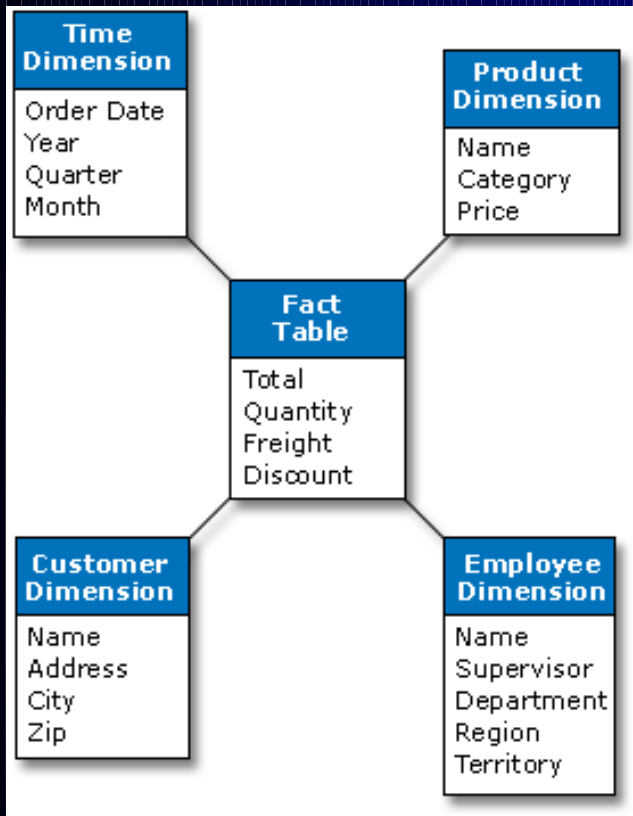 Time
Dimension
Order Date
Year
Quarter
Month
Product
Dimension
Name
Category
Price
Fact
Table
Total
Quantity
Freight
Discount
Customer
Dimension
Name
Address
City
Zip
Employee
Dimension
Name
Supervisor
Department
Region
Territory